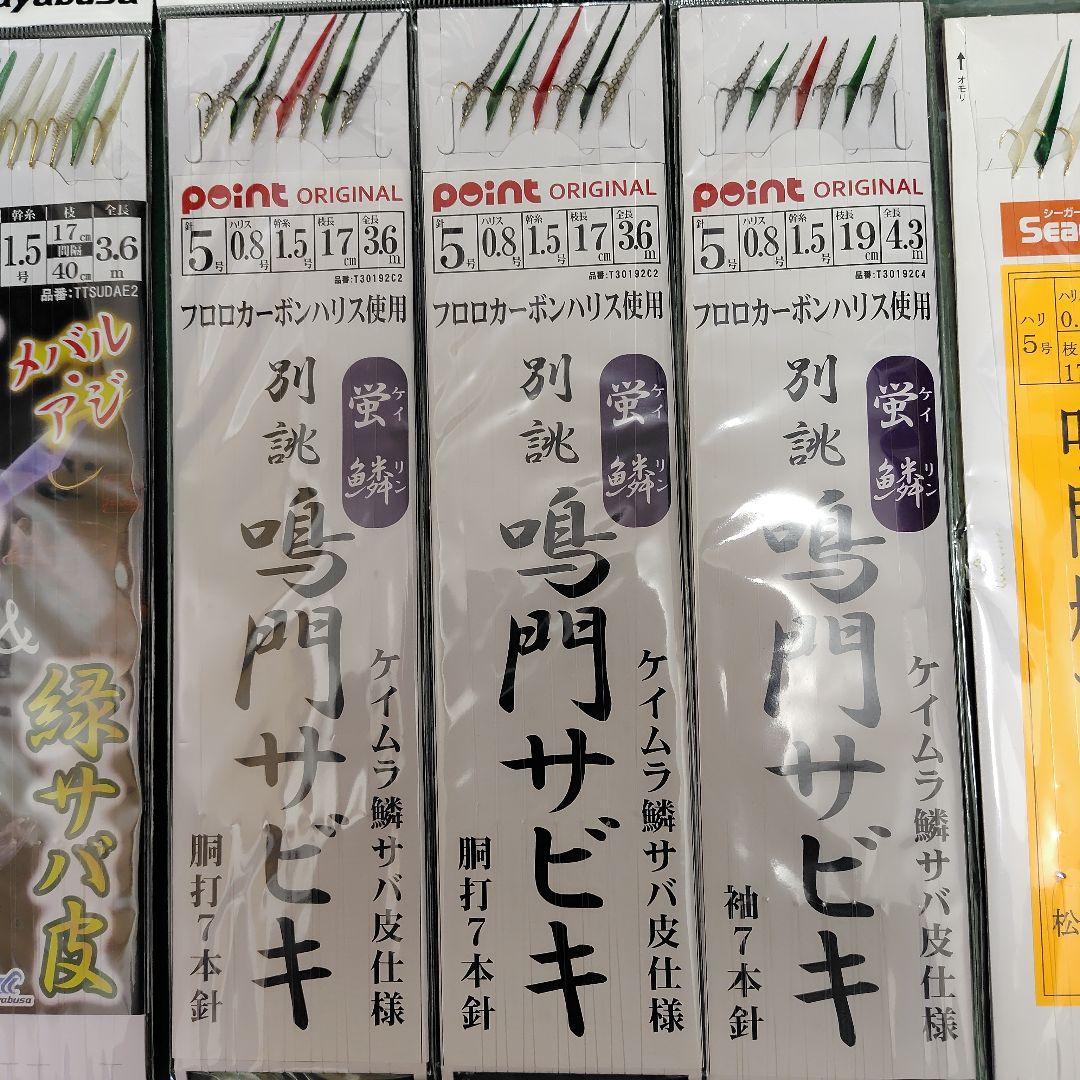 幹糸 枝 全長
1.5号 17cm 間隔 40cm 3.6m
品番:TTSUDAE2
メバル
・
アジ
&
緑サバ皮
point ORIGINAL
針 ハリス 幹糸 枝長 全長
5号 0.8号 1.5号 17cm 3.6m
品番:T30192C2
フロロカーボンハリス使用
蛍鱗
ケイリン
別誂
鳴門サビキ
ケイムラ鱗サバ皮仕様
胴打7本針
point ORIGINAL
針 ハリス 幹糸 枝長 全長
5号 0.8号 1.5号 17cm 3.6m
品番:T30192C2
フロロカーボンハリス使用
蛍鱗
ケイリン
別誂
鳴門サビキ
ケイムラ鱗サバ皮仕様
胴打7本針
point ORIGINAL
針 ハリス 幹糸 枝長 全長
5号 0.8号 1.5号 19cm 4.3m
品番:T30192C4
フロロカーボンハリス使用
蛍鱗
ケイリン
別誂
鳴門サビキ
ケイムラ鱗サバ皮仕様
袖7本針
↑オモリ
シーガー
ハリ
5号
松